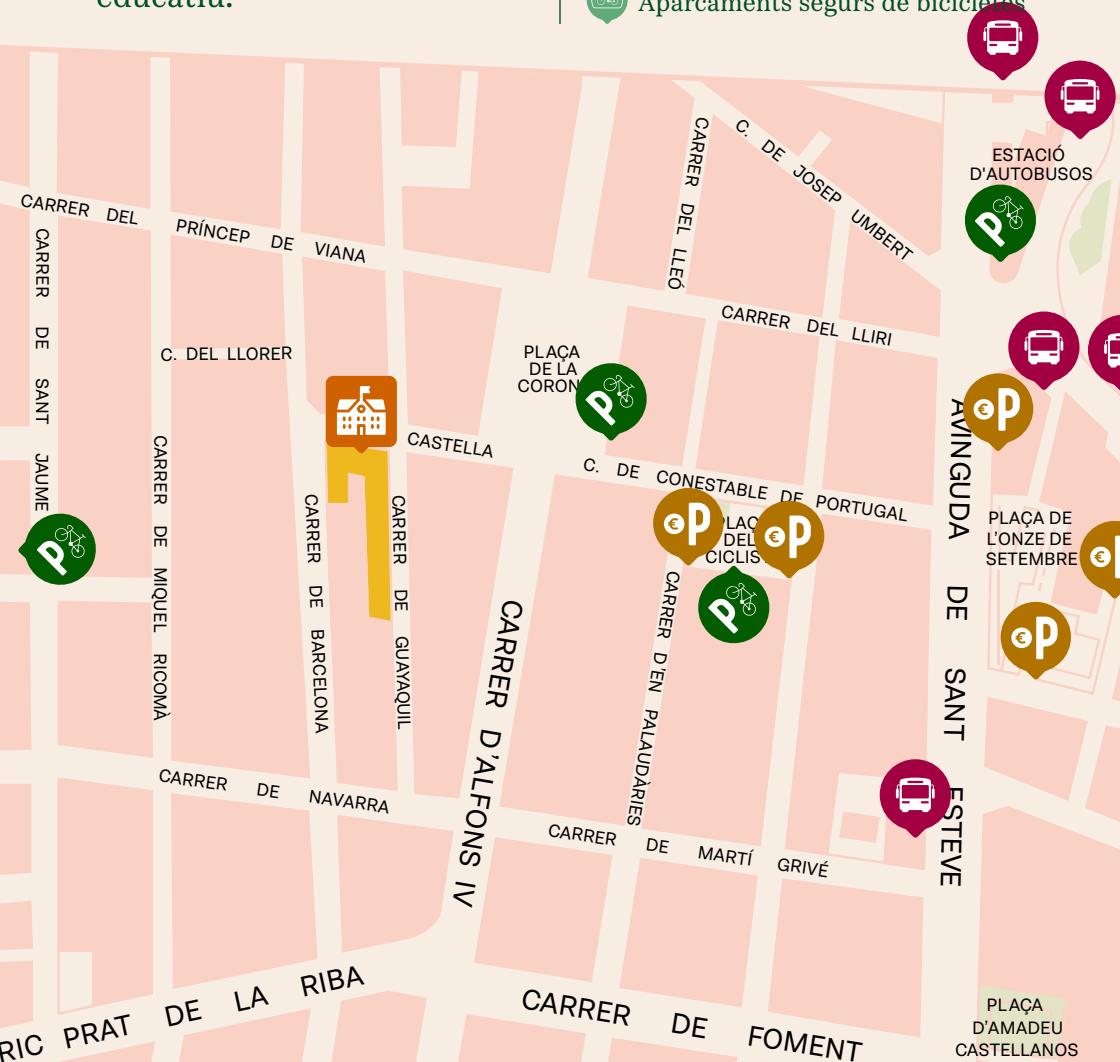 educatiu.
Aparcaments segurs de bicicletes
ESTACIÓ
D'AUTOBUSOS
CARRER DEL LLEÓ
C. DE JOSEP UMBERT
CARRER DEL PRÍNCEP DE VIANA
CARRER DE SANT JAUME
CARRER DEL LLIRI
C. DEL LLORER
PLAÇA
DE LA
CORON
P
P
P
P
€P
€P
€P
€
€P
CASTELLA
C. DE CONESTABLE DE PORTUGAL
AVINGUDA DE SANT ESTEVE
PLAÇA DE
L'ONZE DE
SETEMBRE
CARRER DE MIQUEL RICOMÀ
CARRER DE BARCELONA
CARRER DE GUAYAQUIL
CARRER D'ALFONS IV
CARRER D'EN PALAUDÀRIES
CARRER DE NAVARRA
CARRER DE MARTÍ GRIVÉ
RIC PRAT DE LA RIBA
CARRER DE FOMENT
PLAÇA
D'AMADEU
CASTELLANOS